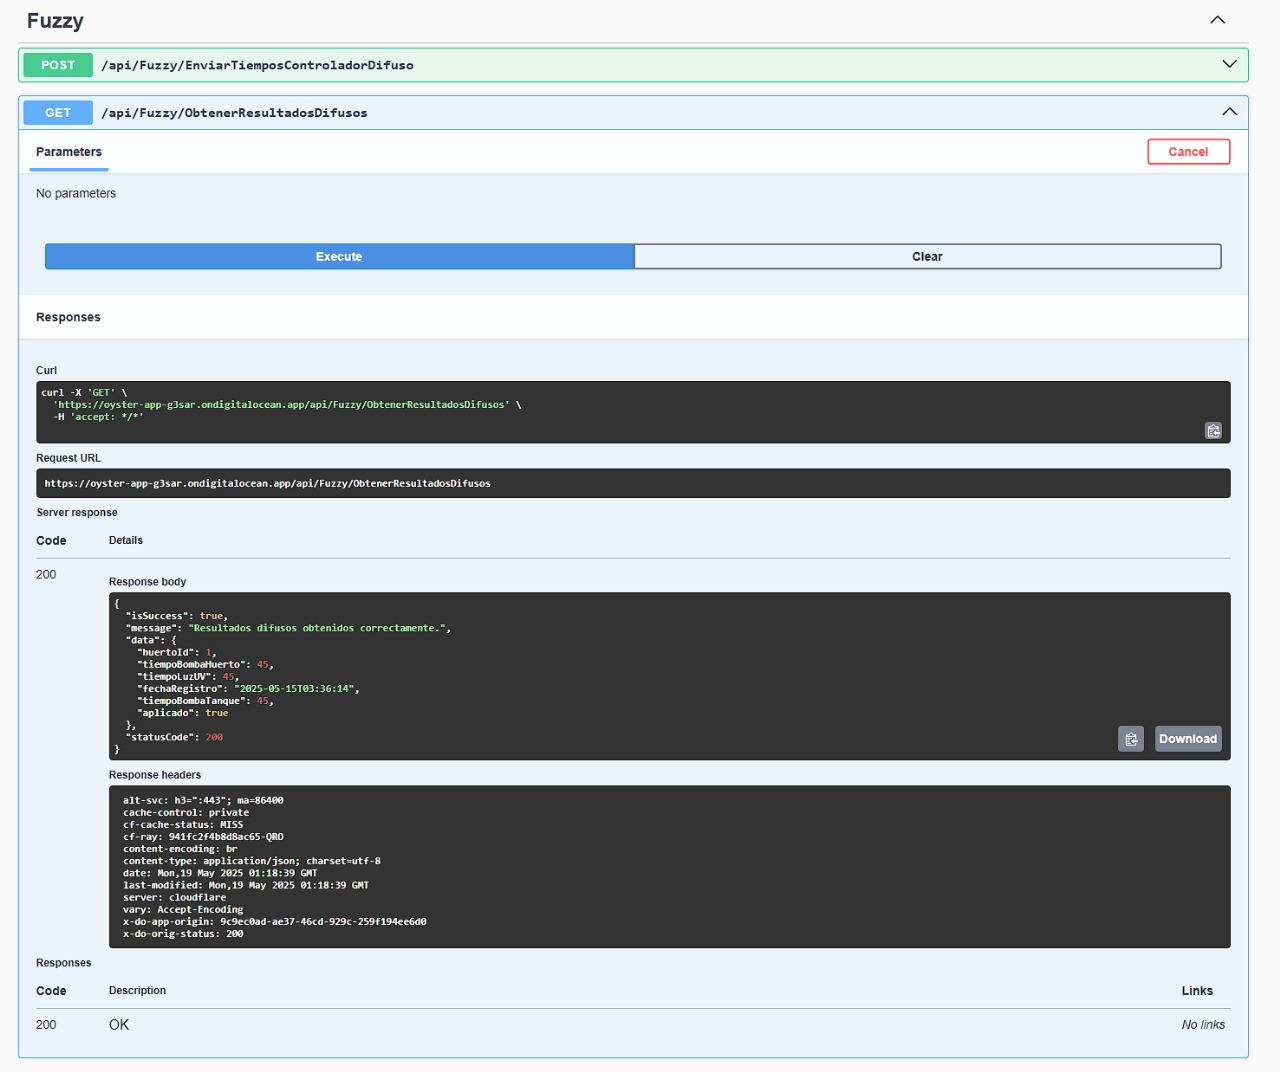 Fuzzy
POST /api/Fuzzy/EnviarTiemposControladorDifuso
GET /api/Fuzzy/ObtenerResultadosDifusos
Parameters
Cancel
No parameters
Execute
Clear
Responses
Curl
curl -X 'GET' \
'https://oyster-app-g3sar.ondigitalocean.app/api/Fuzzy/ObtenerResultadosDifusos' \
-H 'accept: */*'
Request URL
https://oyster-app-g3sar.ondigitalocean.app/api/Fuzzy/ObtenerResultadosDifusos
Server response
Code Details
200
Response body
{
"isSuccess": true,
"message": "Resultados difusos obtenidos correctamente.",
"data": {
"huertoId": 1,
"tiempoBombaHuerto": 45,
"tiempoLuzUV": 45,
"fechaRegistro": "2025-05-15T03:36:14",
"tiempoBombaTanque": 45,
"aplicado": true
},
"statusCode": 200
}
Download
Response headers
alt-svc: h3=":443"; ma=86400
cache-control: private
cf-cache-status: MISS
cf-ray: 941fc2f4b8d8ac65-QRO
content-encoding: br
content-type: application/json; charset=utf-8
date: Mon,19 May 2025 01:18:39 GMT
last-modified: Mon,19 May 2025 01:18:39 GMT
server: cloudflare
vary: Accept-Encoding
x-do-app-origin: 9c9ec0ad-ae37-46cd-929c-259f194ee6d0
x-do-orig-status: 200
Responses
Code Description Links
200 OK No links